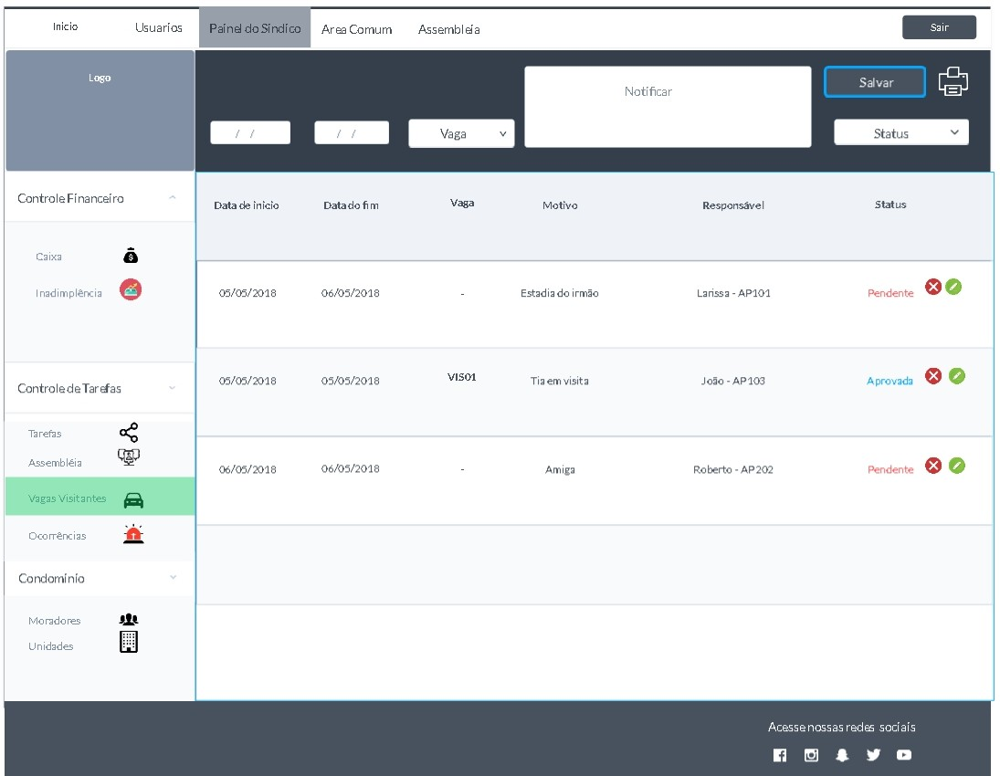 Inicio
Usuarios
Painel do Sindico
Area Comum
Assembleia
Sair
Logo
Notificar
Salvar
/ /
/ /
Vaga
Status
Controle Financeiro
Caixa
Inadimplência
Controle de Tarefas
Tarefas
Assembléia
Vagas Visitantes
Ocorrências
Condomínio
Moradores
Unidades
Data de inicio Data do fim Vaga Motivo Responsável Status
05/05/2018 06/05/2018 - Estadia do irmão Larissa - AP101 Pendente
05/05/2018 05/05/2018 VIS01 Tia em visita João - AP103 Aprovada
06/05/2018 06/05/2018 - Amiga Roberto - AP202 Pendente
Acesse nossas redes sociais